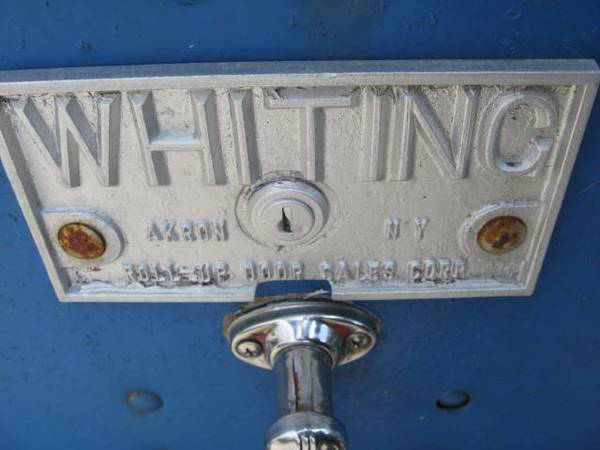 WHITING
AKRON N Y
ROLL-UP DOOR SALES CORP.